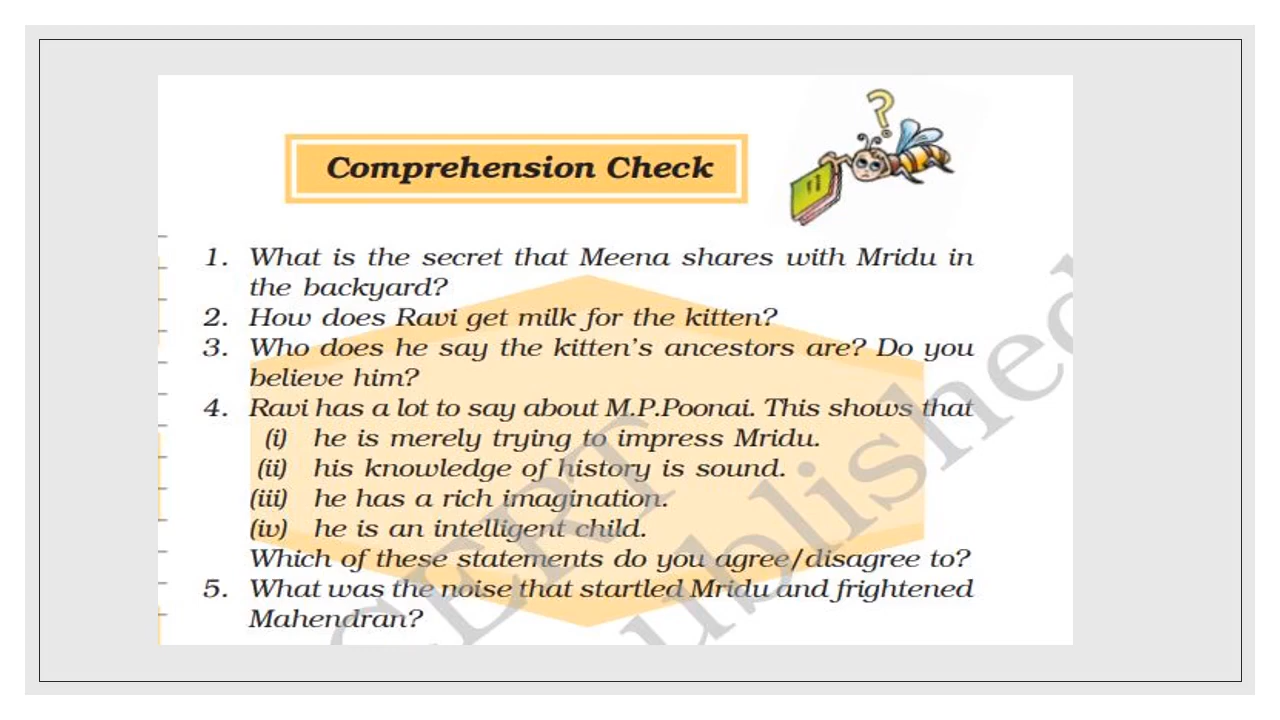 ?
Comprehension Check
1. What is the secret that Meena shares with Mridu in
the backyard?
2. How does Ravi get milk for the kitten?
3. Who does he say the kitten's ancestors are? Do you
believe him?
4. Ravi has a lot to say about M.P.Poonai. This shows that
(i) he is merely trying to impress Mridu.
(ii) his knowledge of history is sound.
(iii) he has a rich imagination.
(iv) he is an intelligent child.
Which of these statements do you agree/disagree to?
5. What was the noise that startled Mridu and frightened
Mahendran?
CERT
ublished